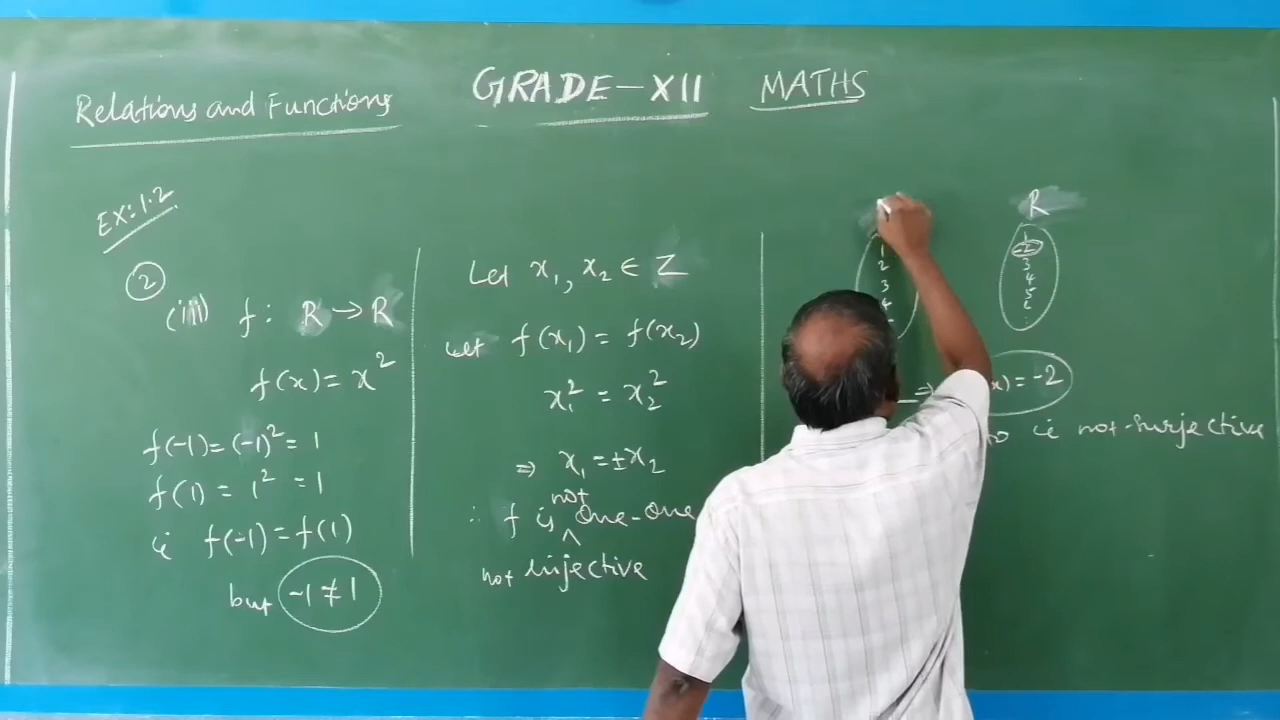 GRADE-XII MATHS
Relations and Functions
EX: 1.2
2
(iii) f: R → R
f(x) = x²
f(-1) = (-1)² = 1
f(1) = 1² = 1
f(-1) = f(1)
but -1 ≠ 1
Let x₁, x₂ ∈ Z
Let f(x₁) = f(x₂)
x₁² = x₂²
⇒ x₁ = ±x₂
∴ f is not one-one
not injective
1
2
3
4
R
1
-2
3
4
5
6
⇒ x) = -2
is not surjective